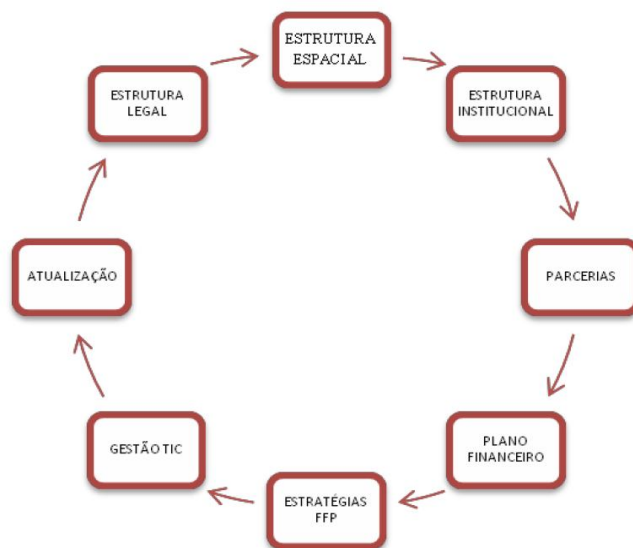 ESTRUTURA
ESPACIAL
ESTRUTURA
INSTITUCIONAL
PARCERIAS
PLANO
FINANCEIRO
ESTRATÉGIAS
FFP
GESTÃO TIC
ATUALIZAÇÃO
ESTRUTURA
LEGAL